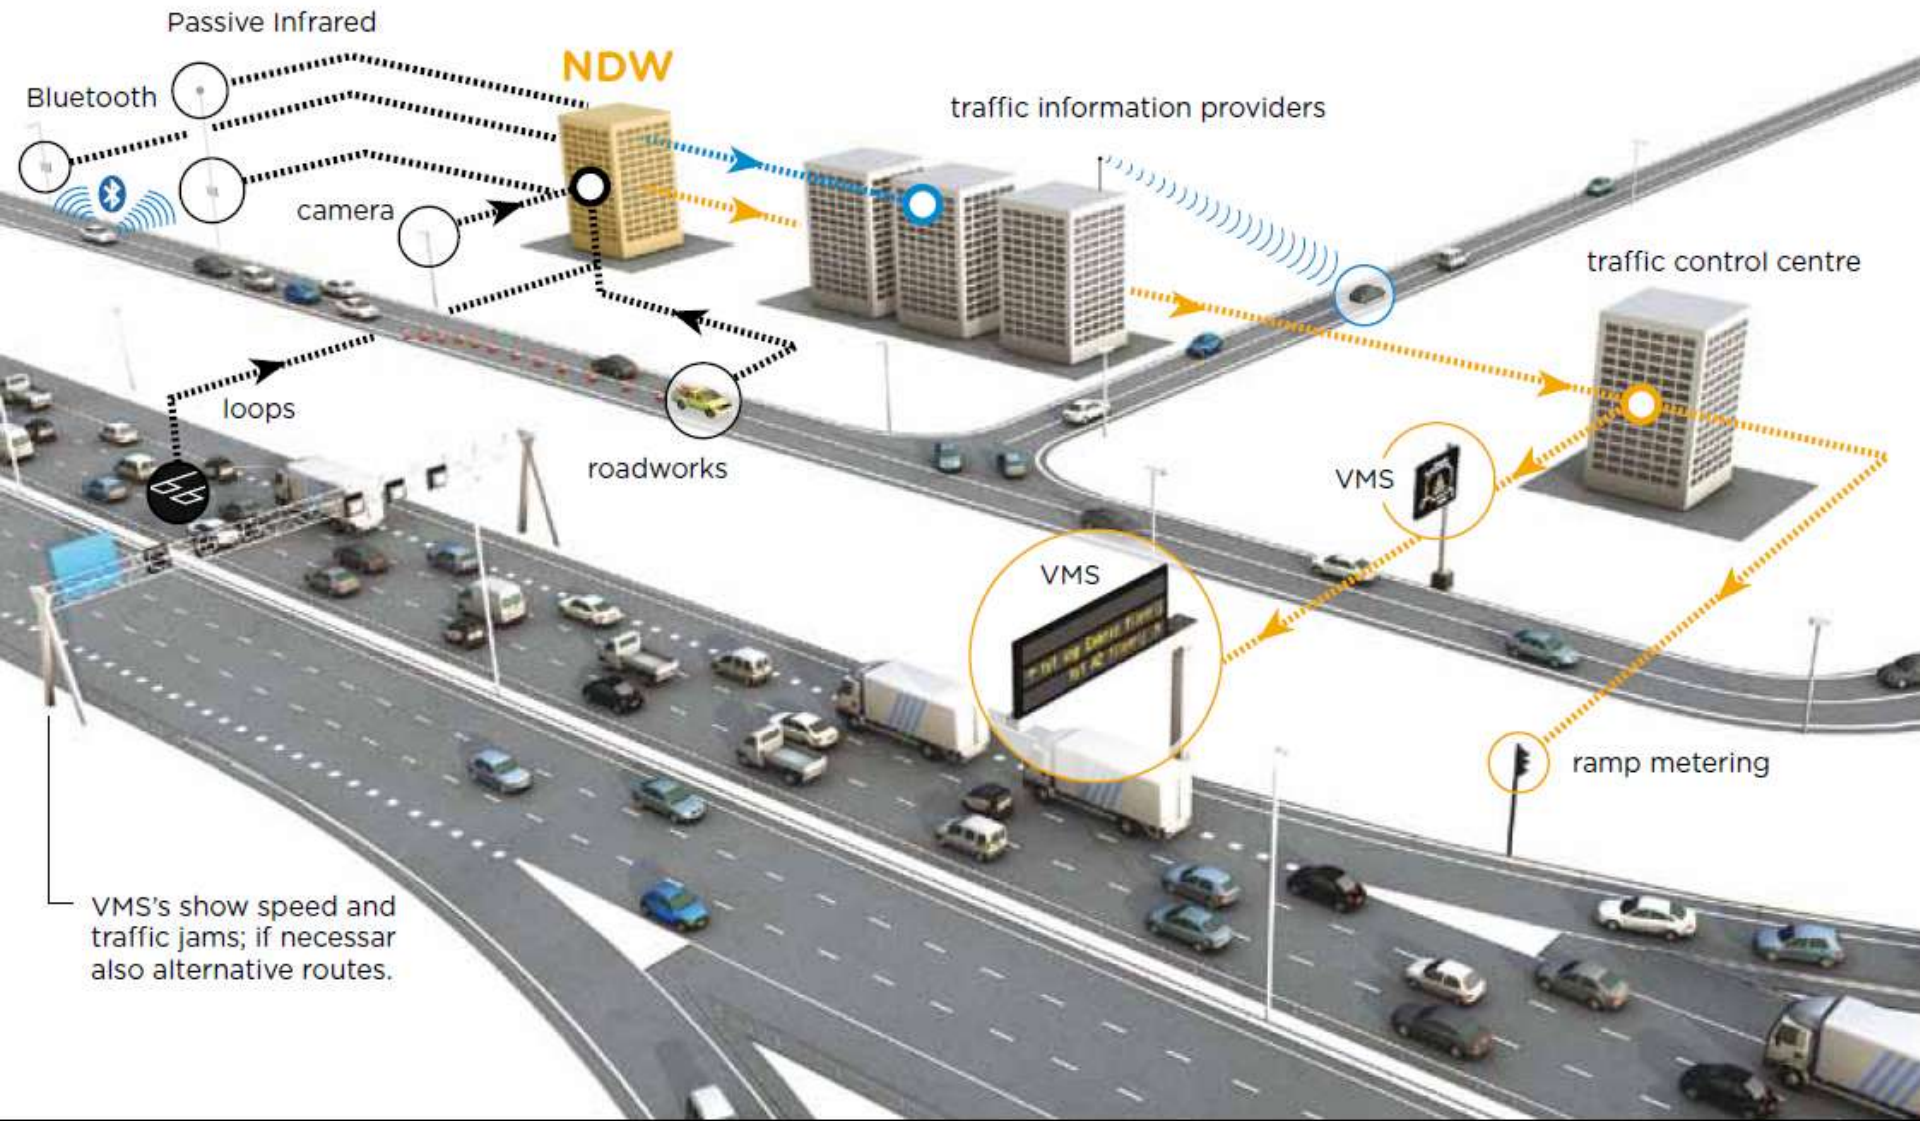 Passive Infrared
NDW
Bluetooth
traffic information providers
camera
traffic control centre
loops
roadworks
VMS
VMS
ramp metering
VMS's show speed and
traffic jams; if necessar
also alternative routes.